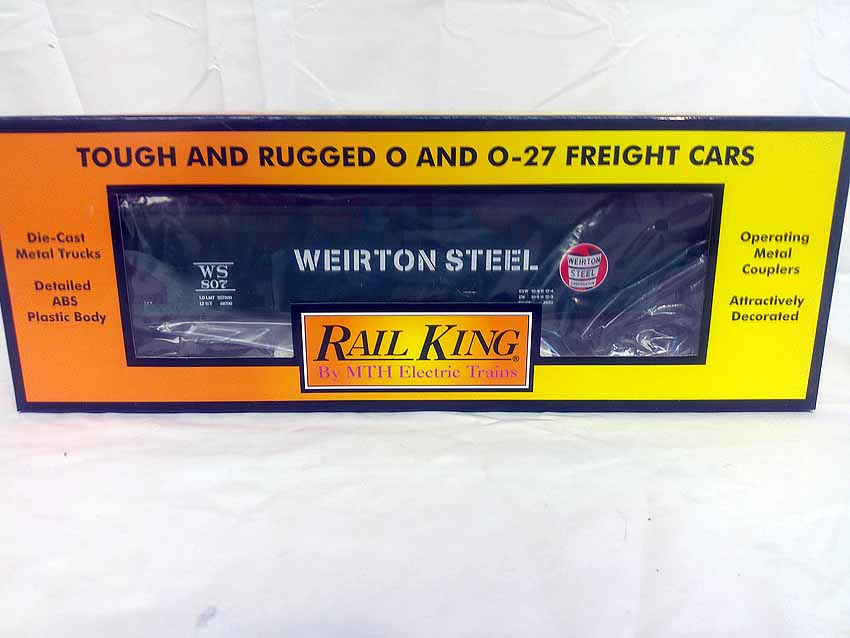 TOUGH AND RUGGED O AND O-27 FREIGHT CARS
Die-Cast
Metal Trucks
Detailed
ABS
Plastic Body
WS
807
WEIRTON STEEL
WEIRTON
STEEL
Operating
Metal
Couplers
Attractively
Decorated
RAIL KING®
By MTH Electric Trains